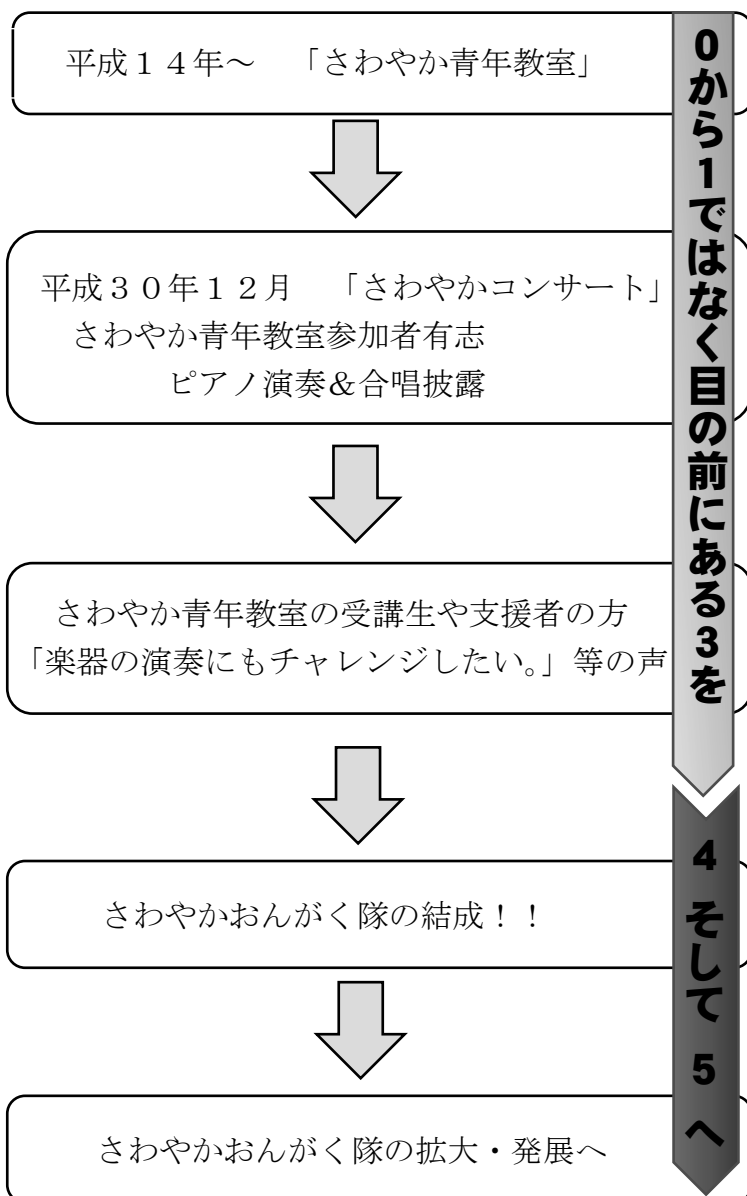 平成１４年～　「さわやか青年教室」
平成３０年１２月　「さわやかコンサート」
さわやか青年教室参加者有志
ピアノ演奏＆合唱披露
さわやか青年教室の受講生や支援者の方
「楽器の演奏にもチャレンジしたい。」等の声
さわやかおんがく隊の結成！！
さわやかおんがく隊の拡大・発展へ
0から1ではなく目の前にある3を
4 そして 5 へ